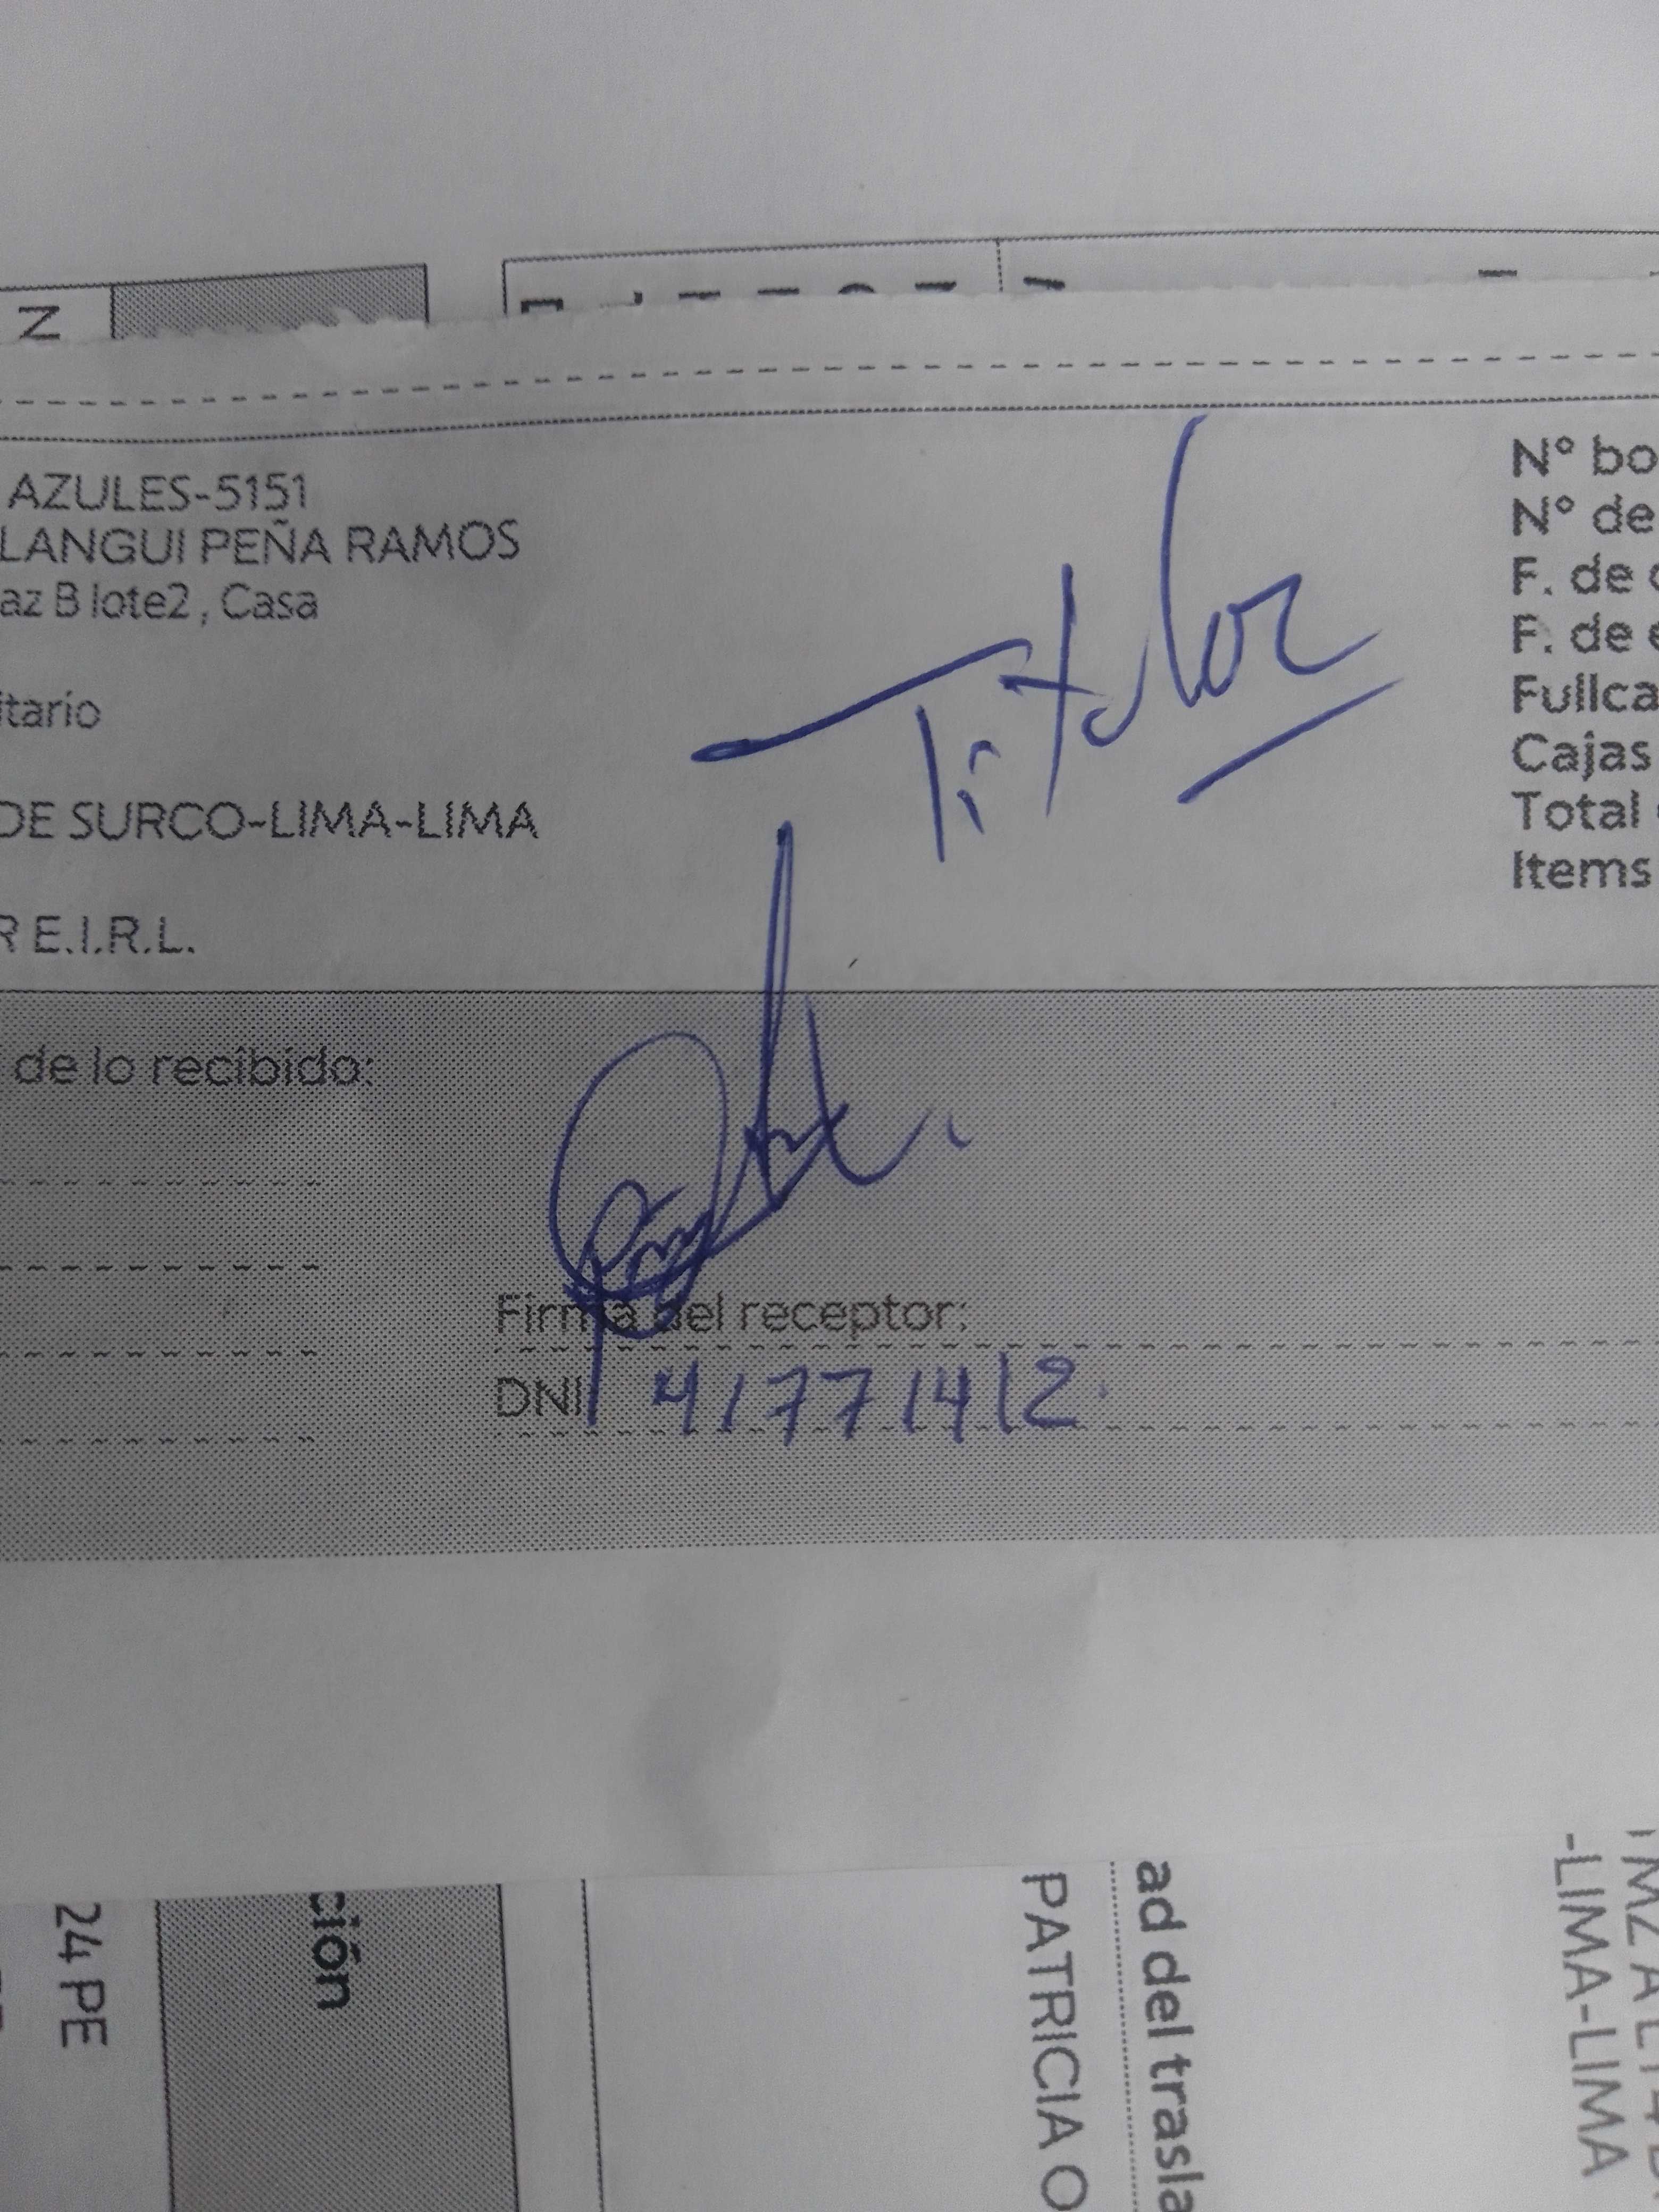 Z
AZULES-5151
LANGUI PEÑA RAMOS
az B lote2, Casa
itario
DE SURCO-LIMA-LIMA
R E.I.R.L.
Titular
N° bo
N° de
F. de
F. de e
Fullca
Cajas
Total
Items
de lo recibido:
Firma del receptor:
DNI 41771412.
24 PE
ción
PATRICIA O
ad del trasla
-LIMA-LIMA